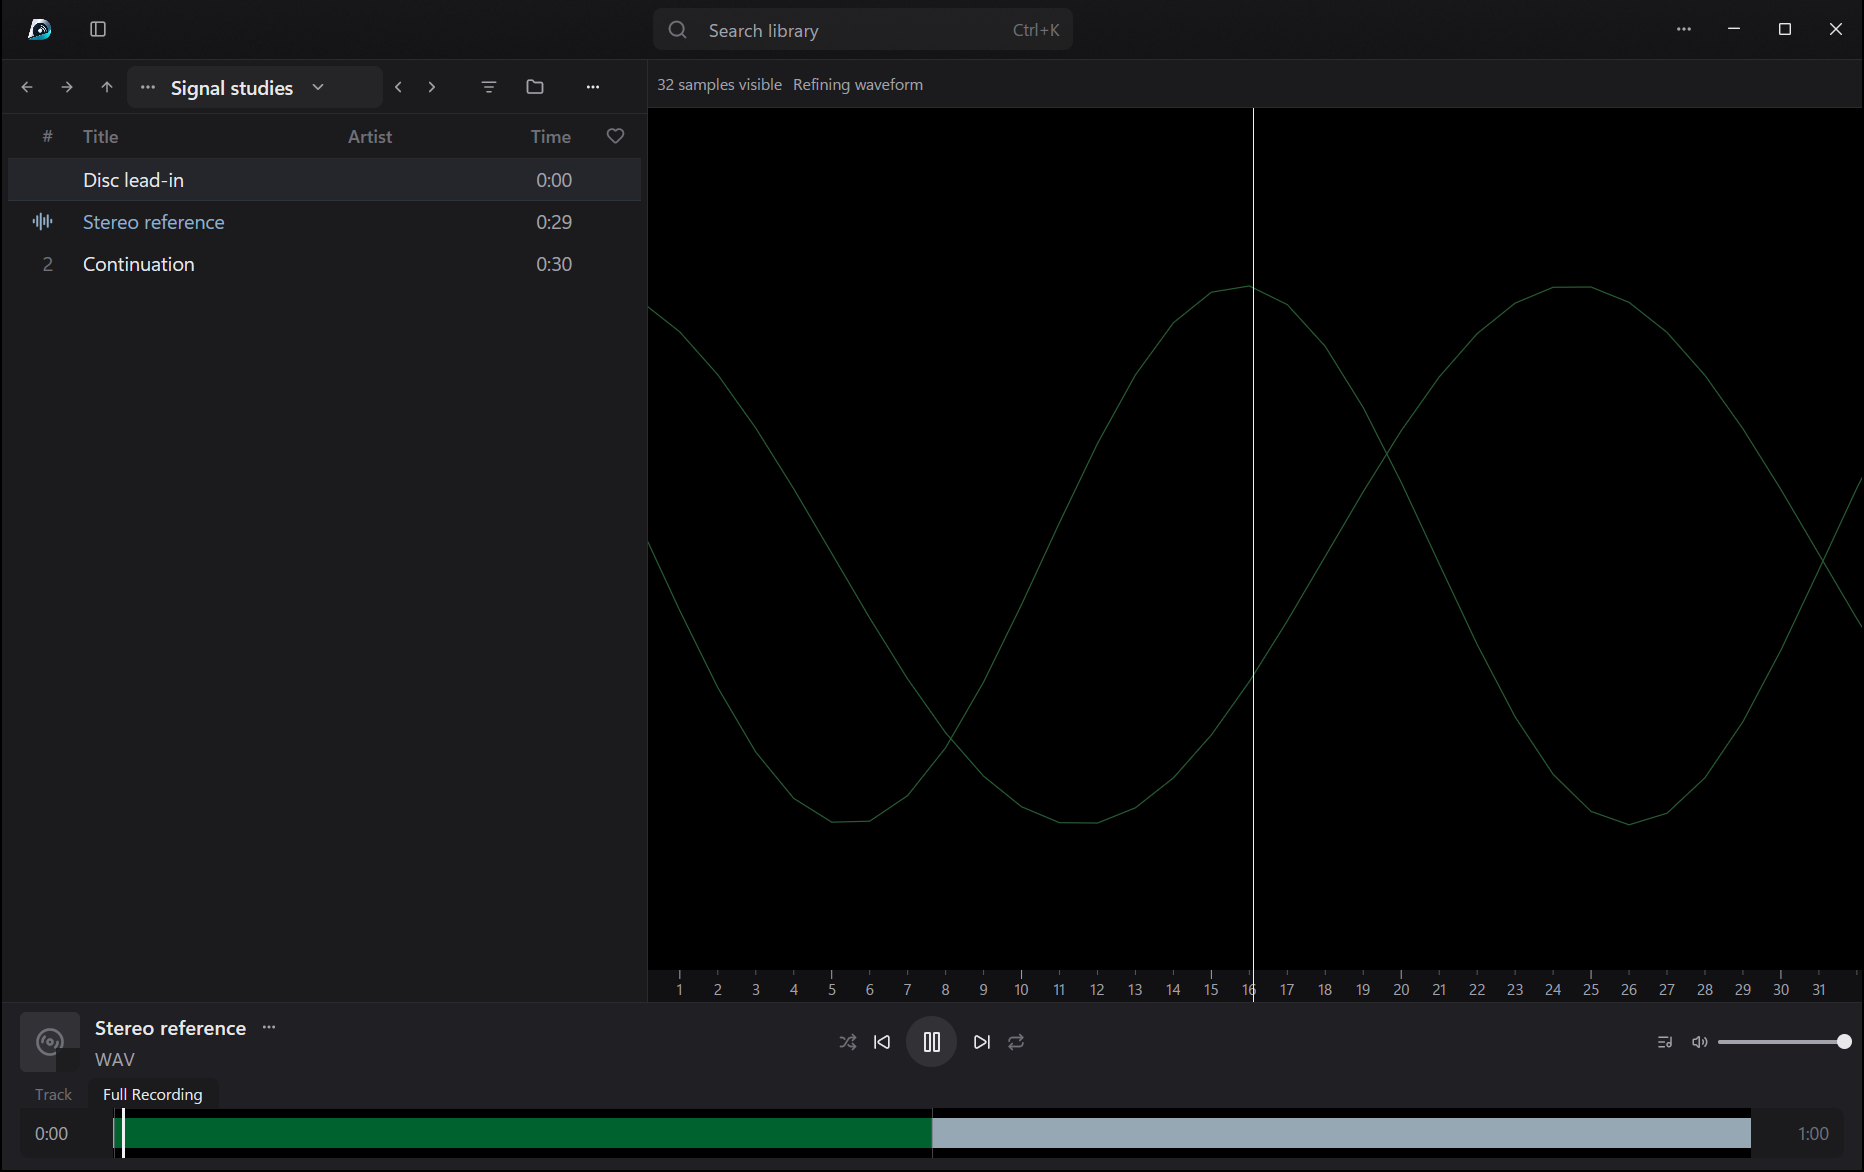 Search library Ctrl+K
Signal studies
32 samples visible Refining waveform
# Title Artist Time
Disc lead-in 0:00
Stereo reference 0:29
2 Continuation 0:30
1 2 3 4 5 6 7 8 9 10 11 12 13 14 15 16 17 18 19 20 21 22 23 24 25 26 27 28 29 30 31
Stereo reference
WAV
Track Full Recording
0:00 1:00